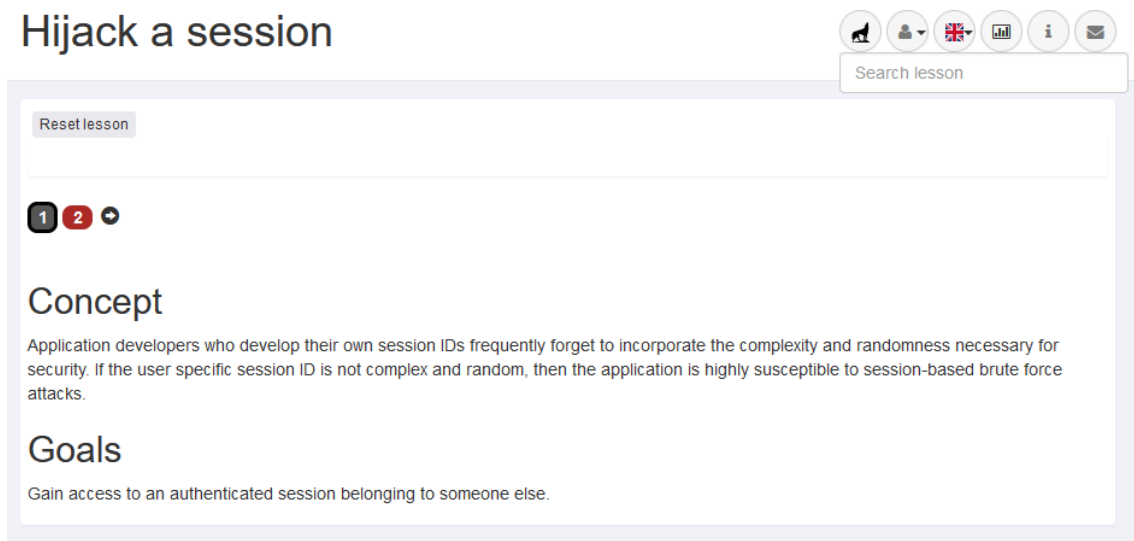 Hijack a session
Search lesson
Reset lesson
1 2
Concept
Application developers who develop their own session IDs frequently forget to incorporate the complexity and randomness necessary for
security. If the user specific session ID is not complex and random, then the application is highly susceptible to session-based brute force
attacks.
Goals
Gain access to an authenticated session belonging to someone else.